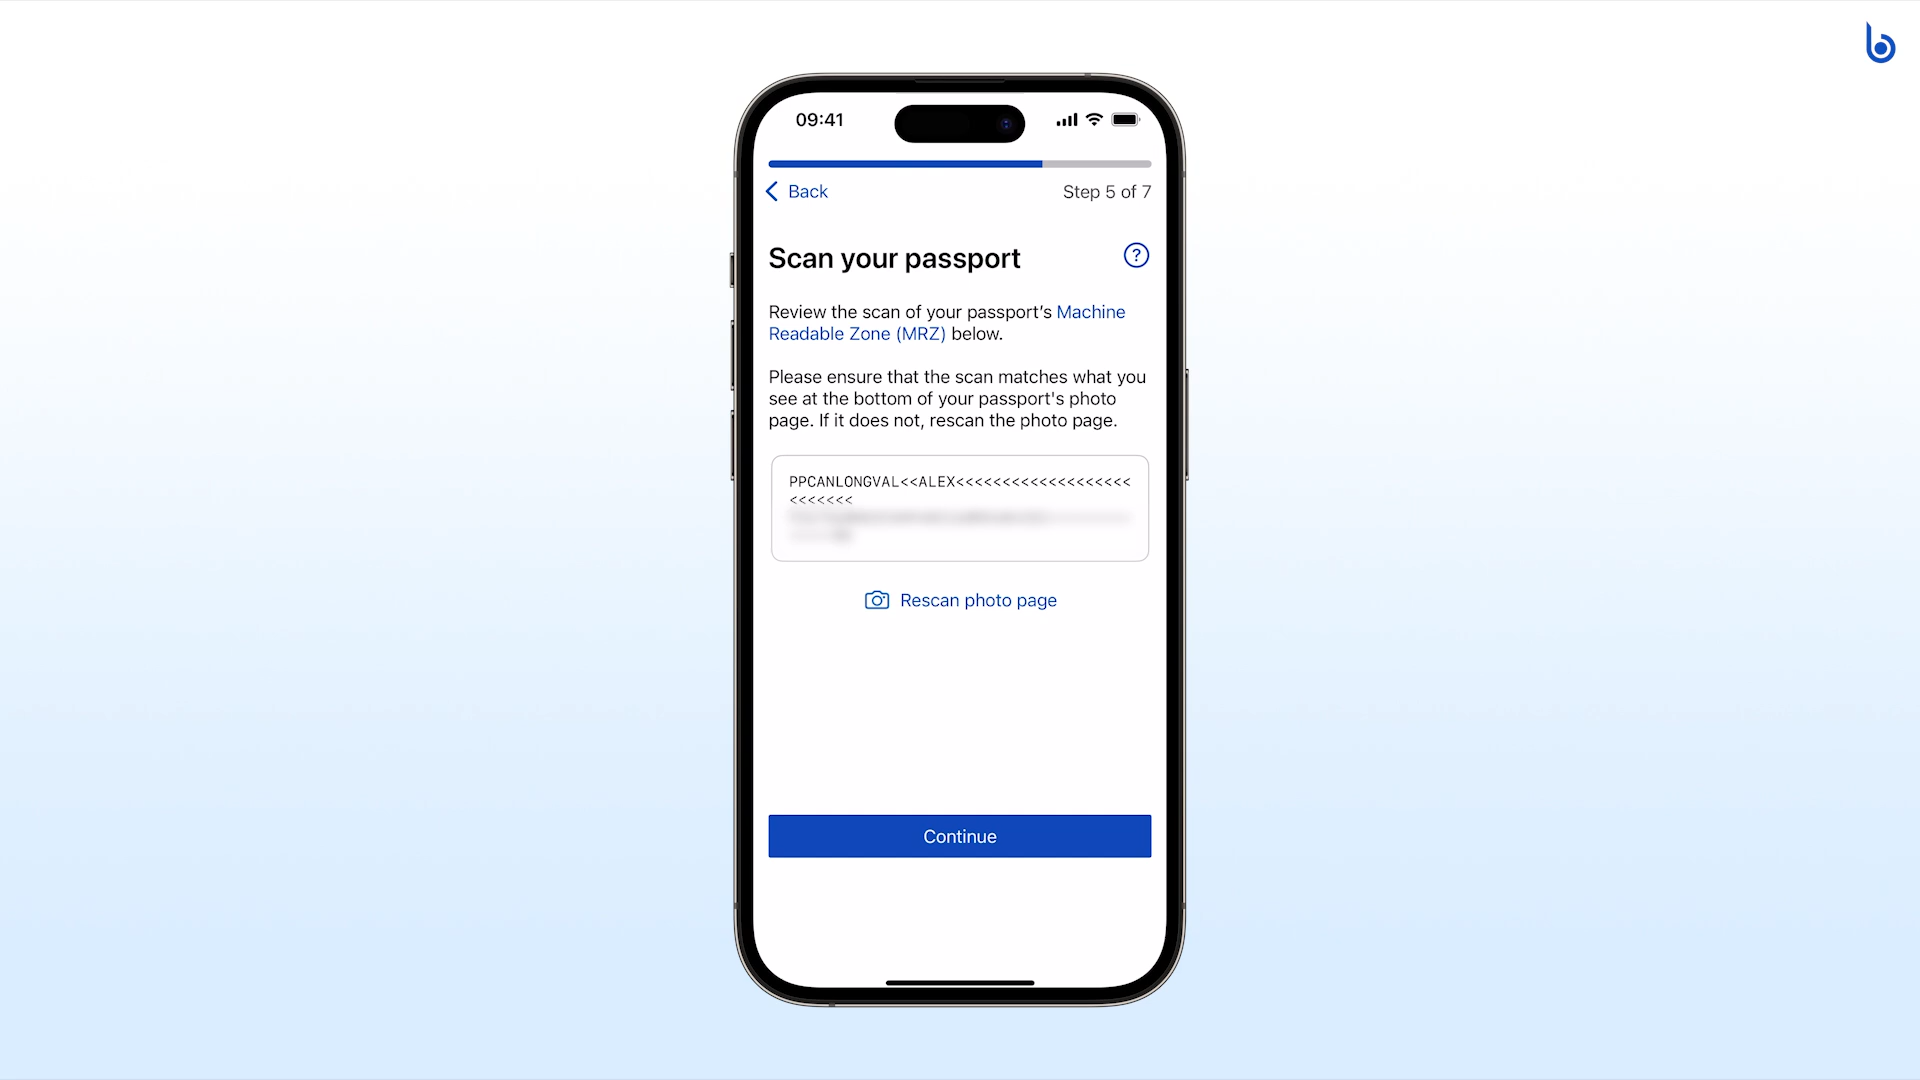 09:41
Back
Step 5 of 7
Scan your passport
?
Review the scan of your passport’s Machine
Readable Zone (MRZ) below.
Please ensure that the scan matches what you
see at the bottom of your passport's photo
page. If it does not, rescan the photo page.
PPCANLONGVAL<<ALEX<<<<<<<<<<<<<<<<<<<
<<<<<<<
Rescan photo page
Continue